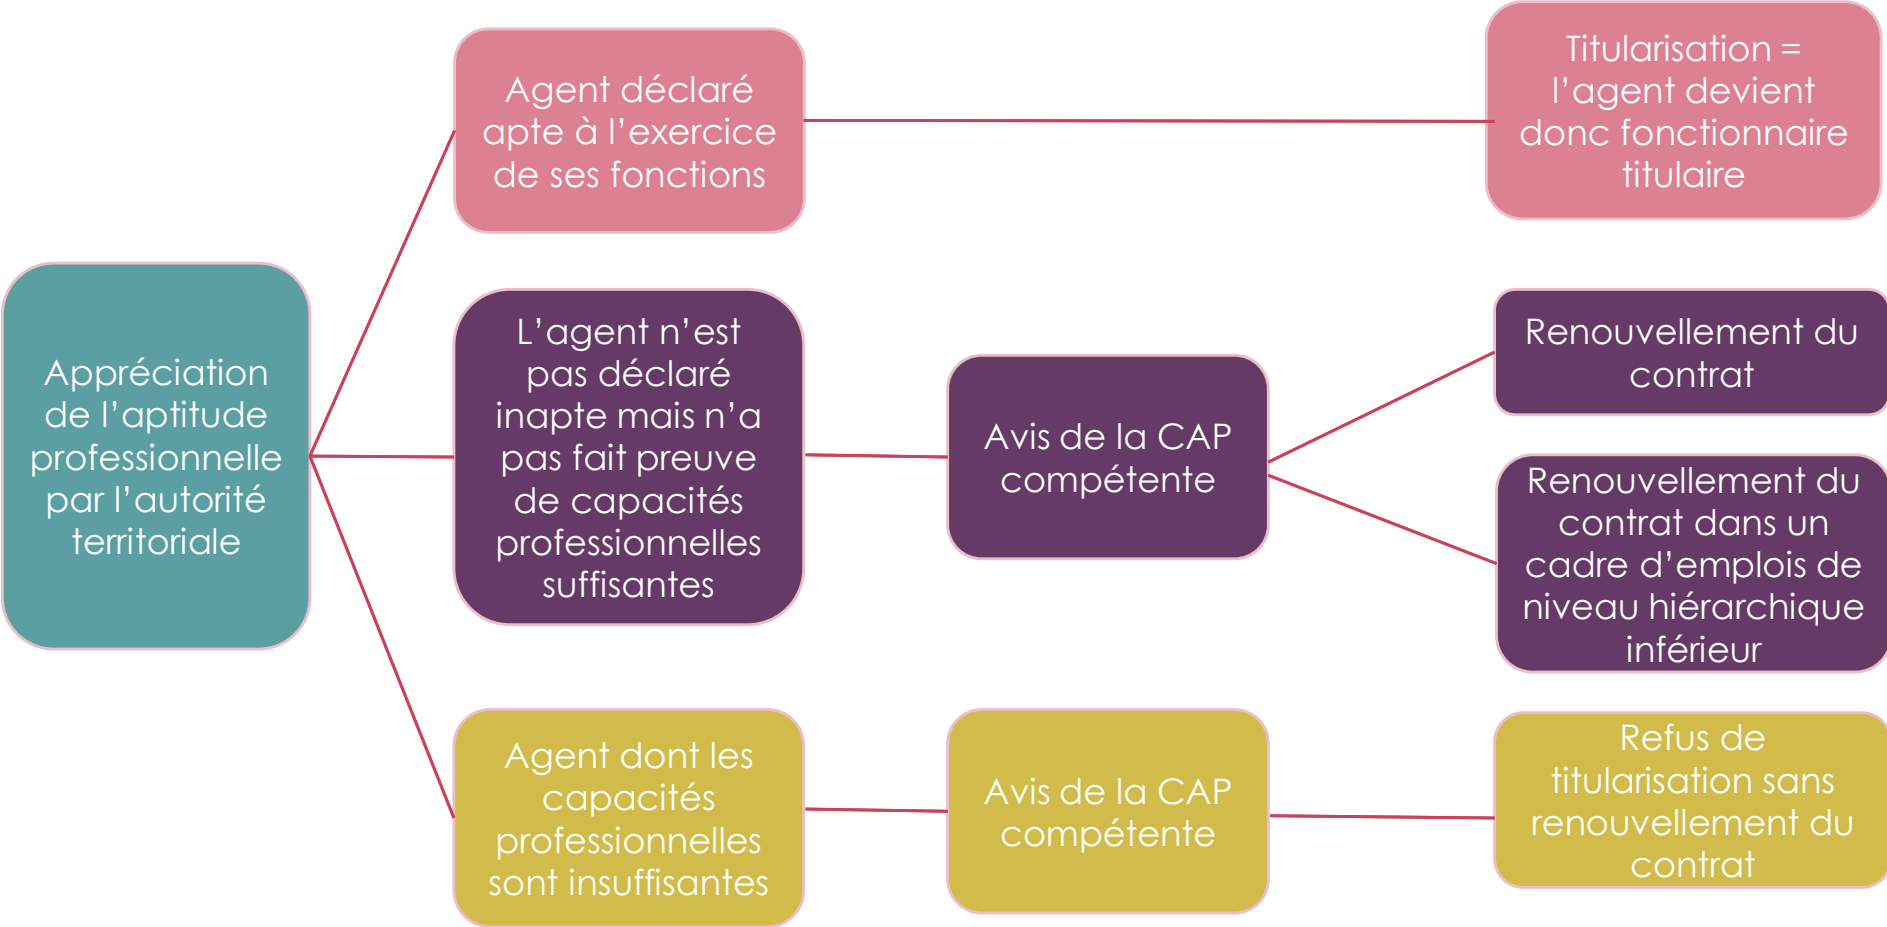 Appréciation
de l’aptitude
professionnelle
par l’autorité
territoriale
Agent déclaré
apte à l’exercice
de ses fonctions
Titularisation =
l’agent devient
donc fonctionnaire
titulaire
L’agent n’est
pas déclaré
inapte mais n’a
pas fait preuve
de capacités
professionnelles
suffisantes
Avis de la CAP
compétente
Renouvellement du
contrat
Renouvellement du
contrat dans un
cadre d’emplois de
niveau hiérarchique
inférieur
Agent dont les
capacités
professionnelles
sont insuffisantes
Avis de la CAP
compétente
Refus de
titularisation sans
renouvellement du
contrat